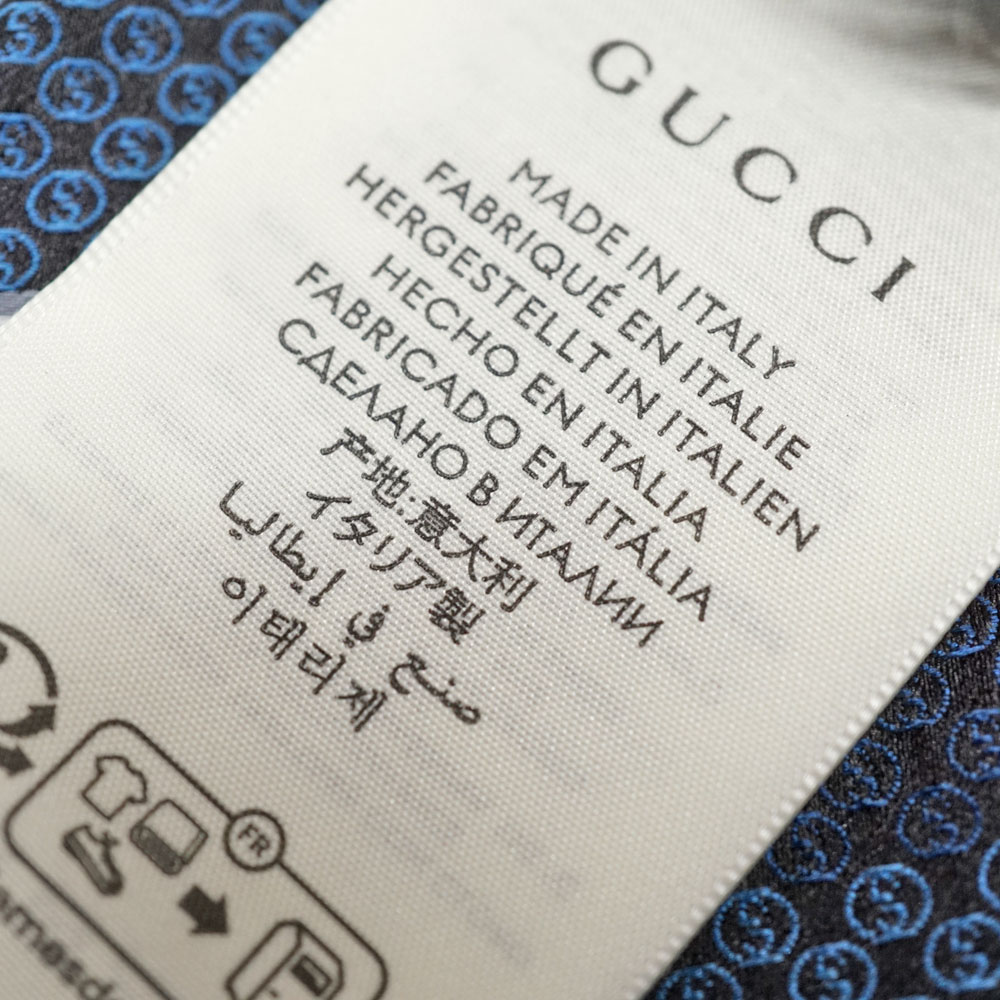 GUCCI
MADE IN ITALY
FABRIQUÉ EN ITALIE
HERGESTELLT IN ITALIEN
HECHO EN ITALIA
FABRICADO EM ITÁLIA
СДЕЛАНО В ИТАЛИИ
产地:意大利
イタリア製
صنع في إيطاليا
이태리제
FR